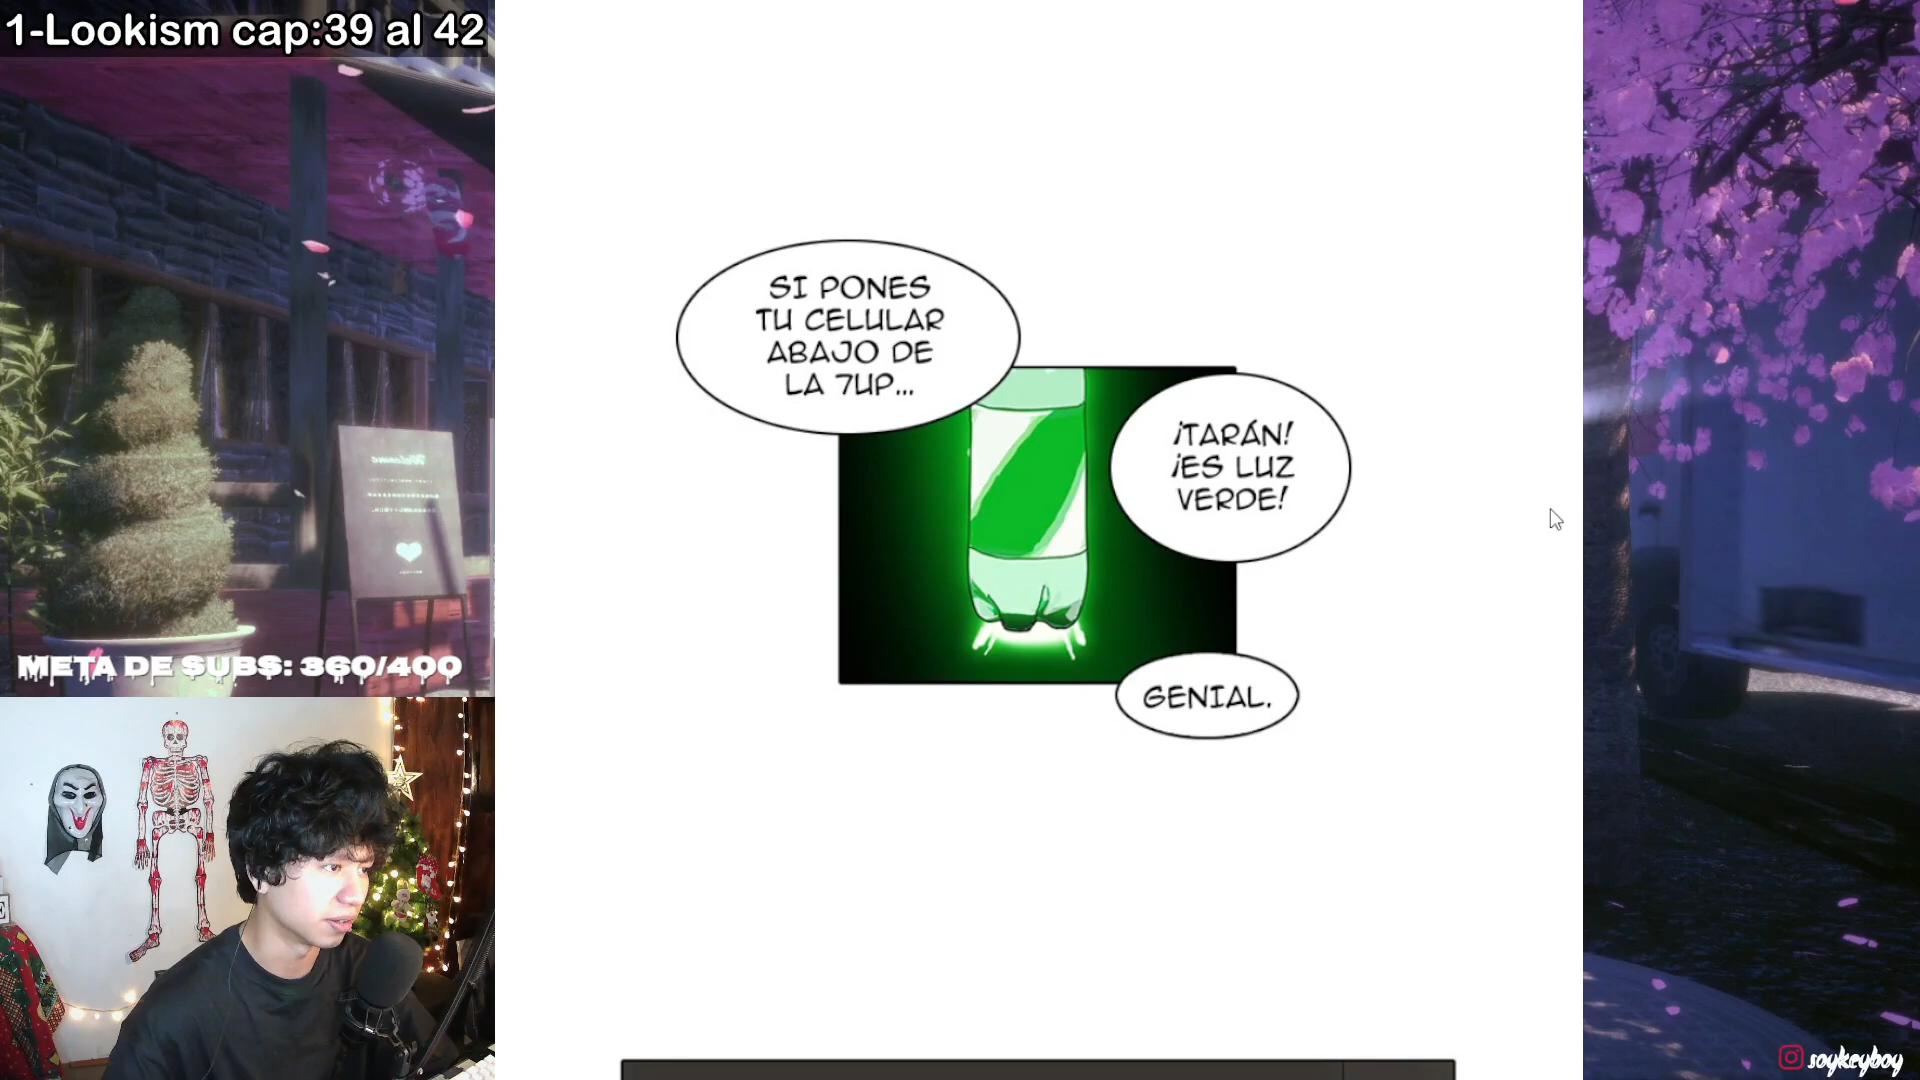 1-Lookism cap:39 al 42
SI PONES
TU CELULAR
ABAJO DE
LA 7UP...
¡TARÁN!
¡ES LUZ
VERDE!
GENIAL.
Welcome
META DE SUBS: 360/400
soykeyboy